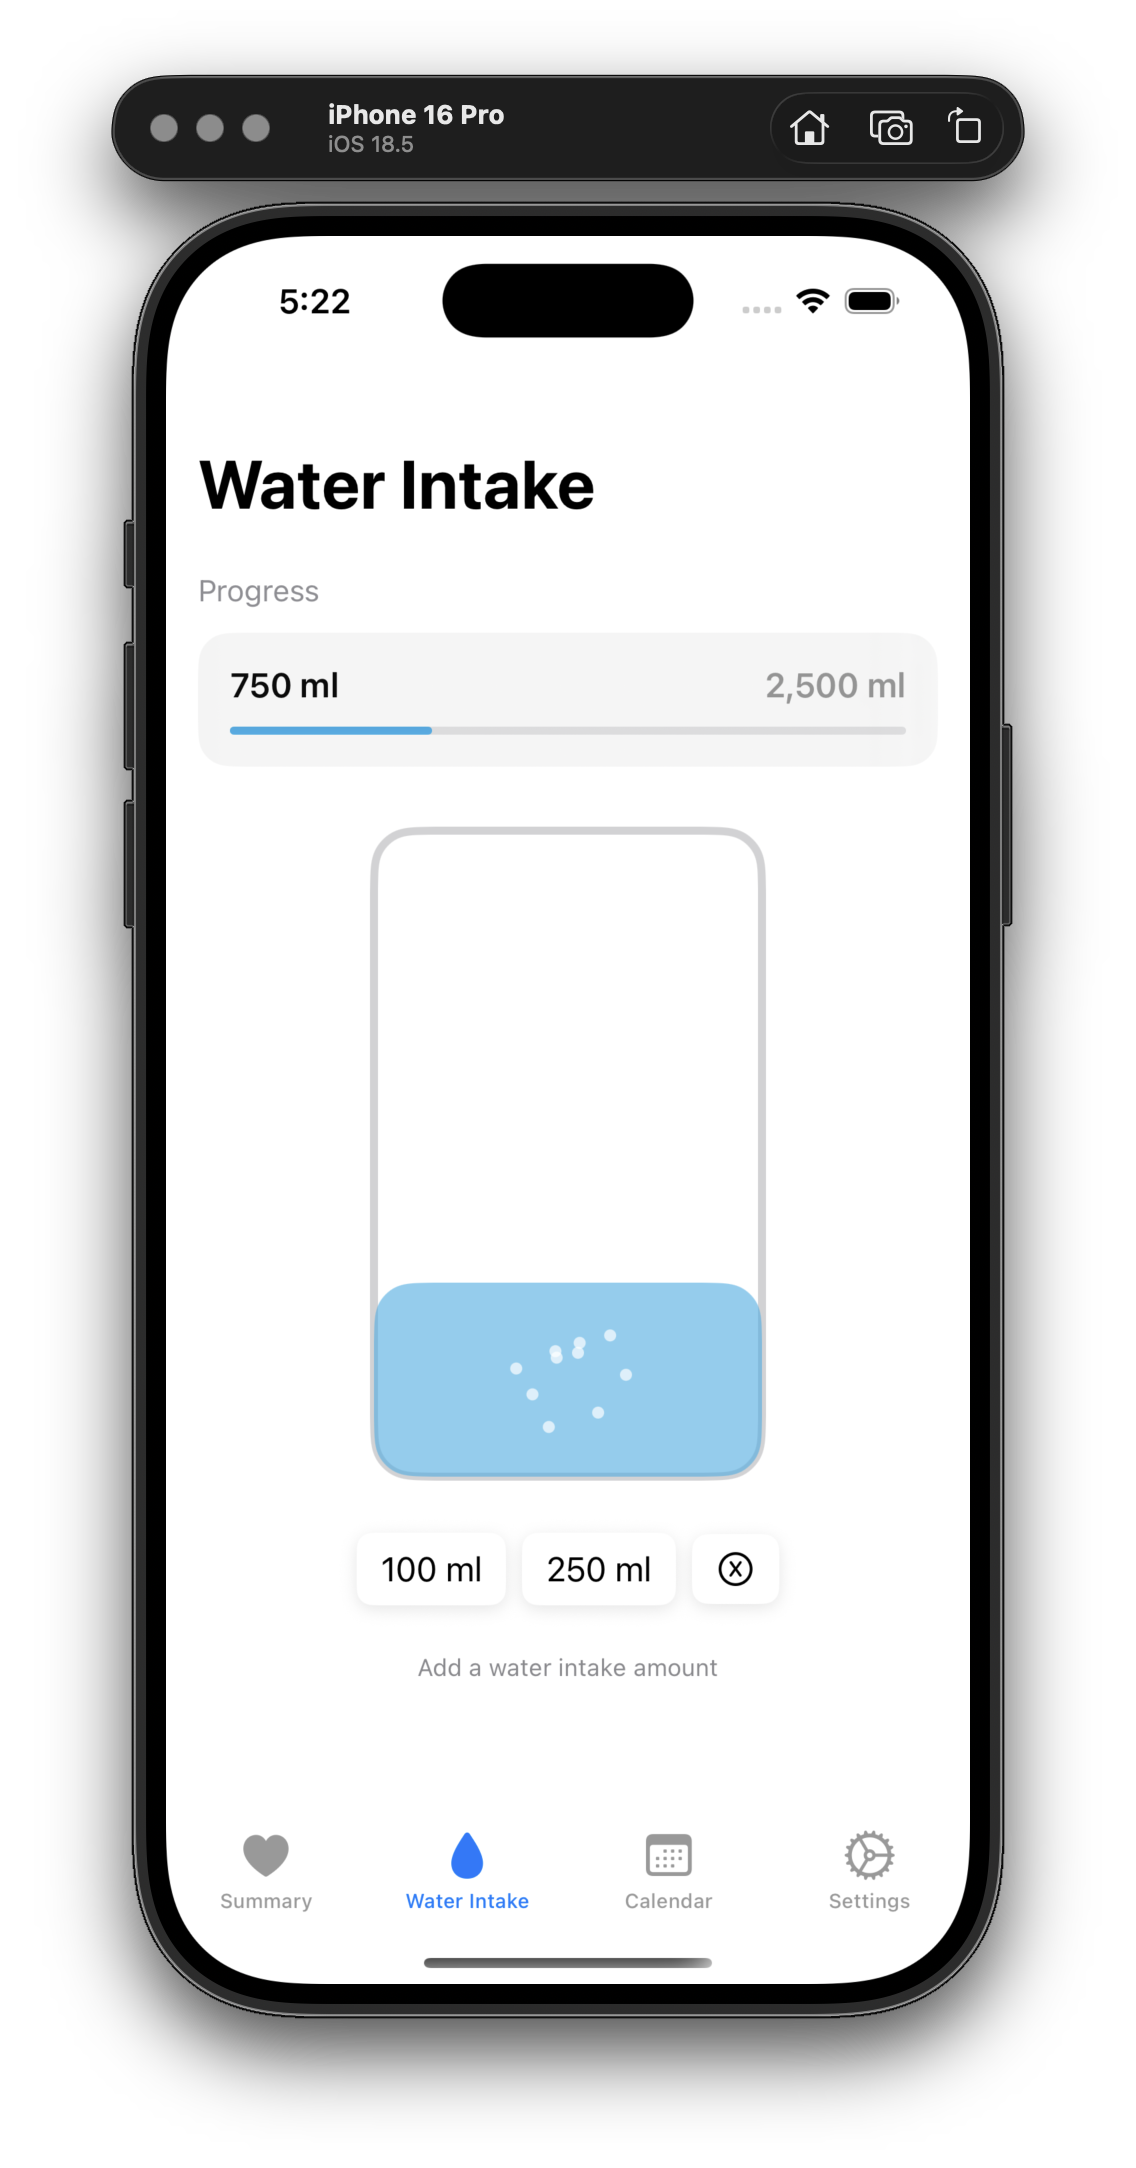 iPhone 16 Pro
iOS 18.5
5:22
Water Intake
Progress
750 ml 2,500 ml
100 ml 250 ml
Add a water intake amount
Summary Water Intake Calendar Settings